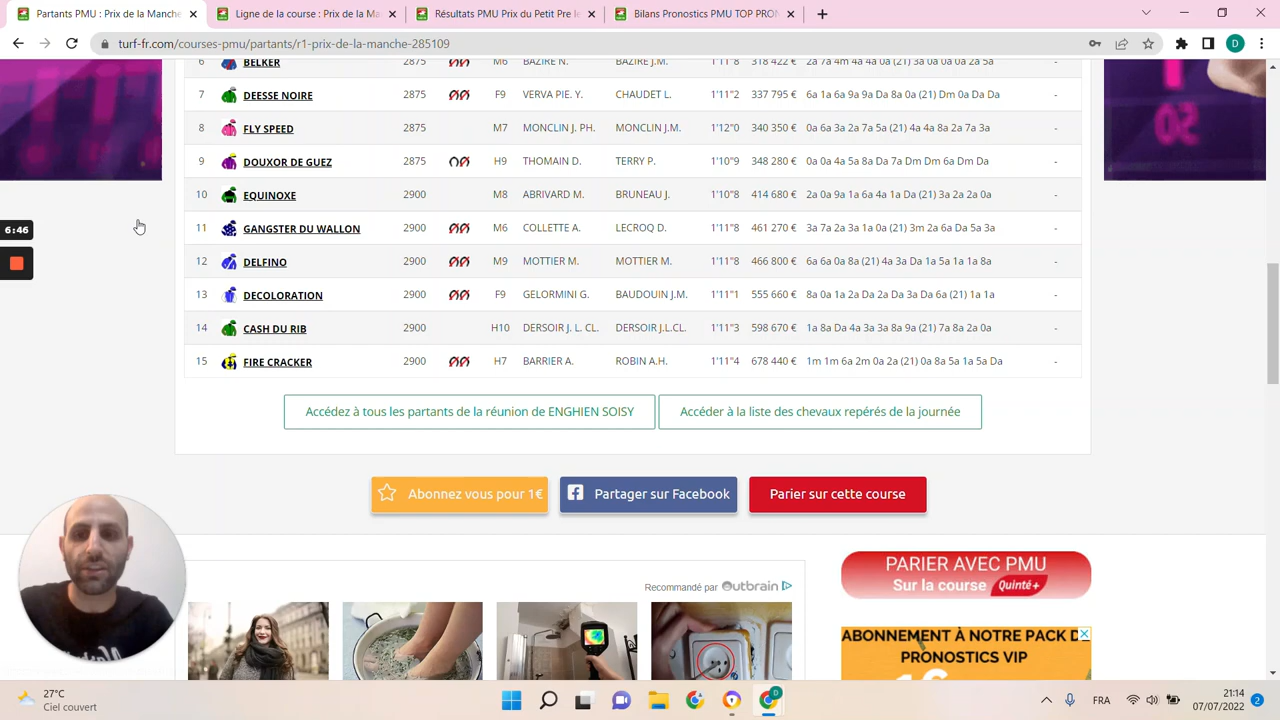 Partants PMU : Prix de la Manche
Ligne de la course : Prix de la Ma
Résultats PMU Prix du Petit Pre le
Bilans Pronostics PMU TOP PRON
turf-fr.com/courses-pmu/partants/r1-prix-de-la-manche-285109
D
6 BELKER 2875 M6 BAZIRE N. BAZIRE J.M. 1'11"8 318 422 € 2a 7a 4m 4a 4a 0a (21) 3a 0a 0a 0a 2a 5a
7 DEESSE NOIRE 2875 F9 VERVA PIE. Y. CHAUDET L. 1'11"2 337 795 € 6a 1a 6a 9a 9a Da 8a 0a (21) Dm 0a Da Da -
8 FLY SPEED 2875 M7 MONCLIN J. PH. MONCLIN J.M. 1'12"0 340 350 € 0a 6a 3a 2a 7a 5a (21) 4a 4a 8a 2a 7a 3a -
9 DOUXOR DE GUEZ 2875 H9 THOMAIN D. TERRY P. 1'10"9 348 280 € 0a 0a 4a 5a 8a Da 7a Dm Dm 6a Dm Da -
10 EQUINOXE 2900 M8 ABRIVARD M. BRUNEAU J. 1'10"8 414 680 € 2a 0a 9a 1a 6a 4a 1a Da (21) 3a 2a 2a 0a -
11 GANGSTER DU WALLON 2900 M6 COLLETTE A. LECROQ D. 1'11"8 461 270 € 3a 7a 2a 3a 1a 0a (21) 3m 2a 6a Da 5a 3a -
12 DELFINO 2900 M9 MOTTIER M. MOTTIER M. 1'11"8 466 800 € 6a 6a 0a 8a (21) 4a 3a Da 1a 5a 1a 1a 8a -
13 DECOLORATION 2900 F9 GELORMINI G. BAUDOUIN J.M. 1'11"1 555 660 € 8a 0a 1a 2a Da 2a Da 3a Da 6a (21) 1a 1a -
14 CASH DU RIB 2900 H10 DERSOIR J. L. CL. DERSOIR J.L.CL. 1'11"3 598 670 € 1a 8a Da 4a 3a 3a 8a 9a (21) 7a 8a 2a 0a -
15 FIRE CRACKER 2900 H7 BARRIER A. ROBIN A.H. 1'11"4 678 440 € 1m 1m 6a 2m 0a 2a (21) 0a 8a 5a 1a 5a Da -
6:46
Accédez à tous les partants de la réunion de ENGHIEN SOISY
Accéder à la liste des chevaux repérés de la journée
Abonnez vous pour 1€
Partager sur Facebook
Parier sur cette course
Recommandé par Outbrain
PARIER AVEC PMU
Sur la course Quinté+
ABONNEMENT À NOTRE PACK D
PRONOSTICS VIP
27°C
Ciel couvert
FRA
21:14
07/07/2022
2